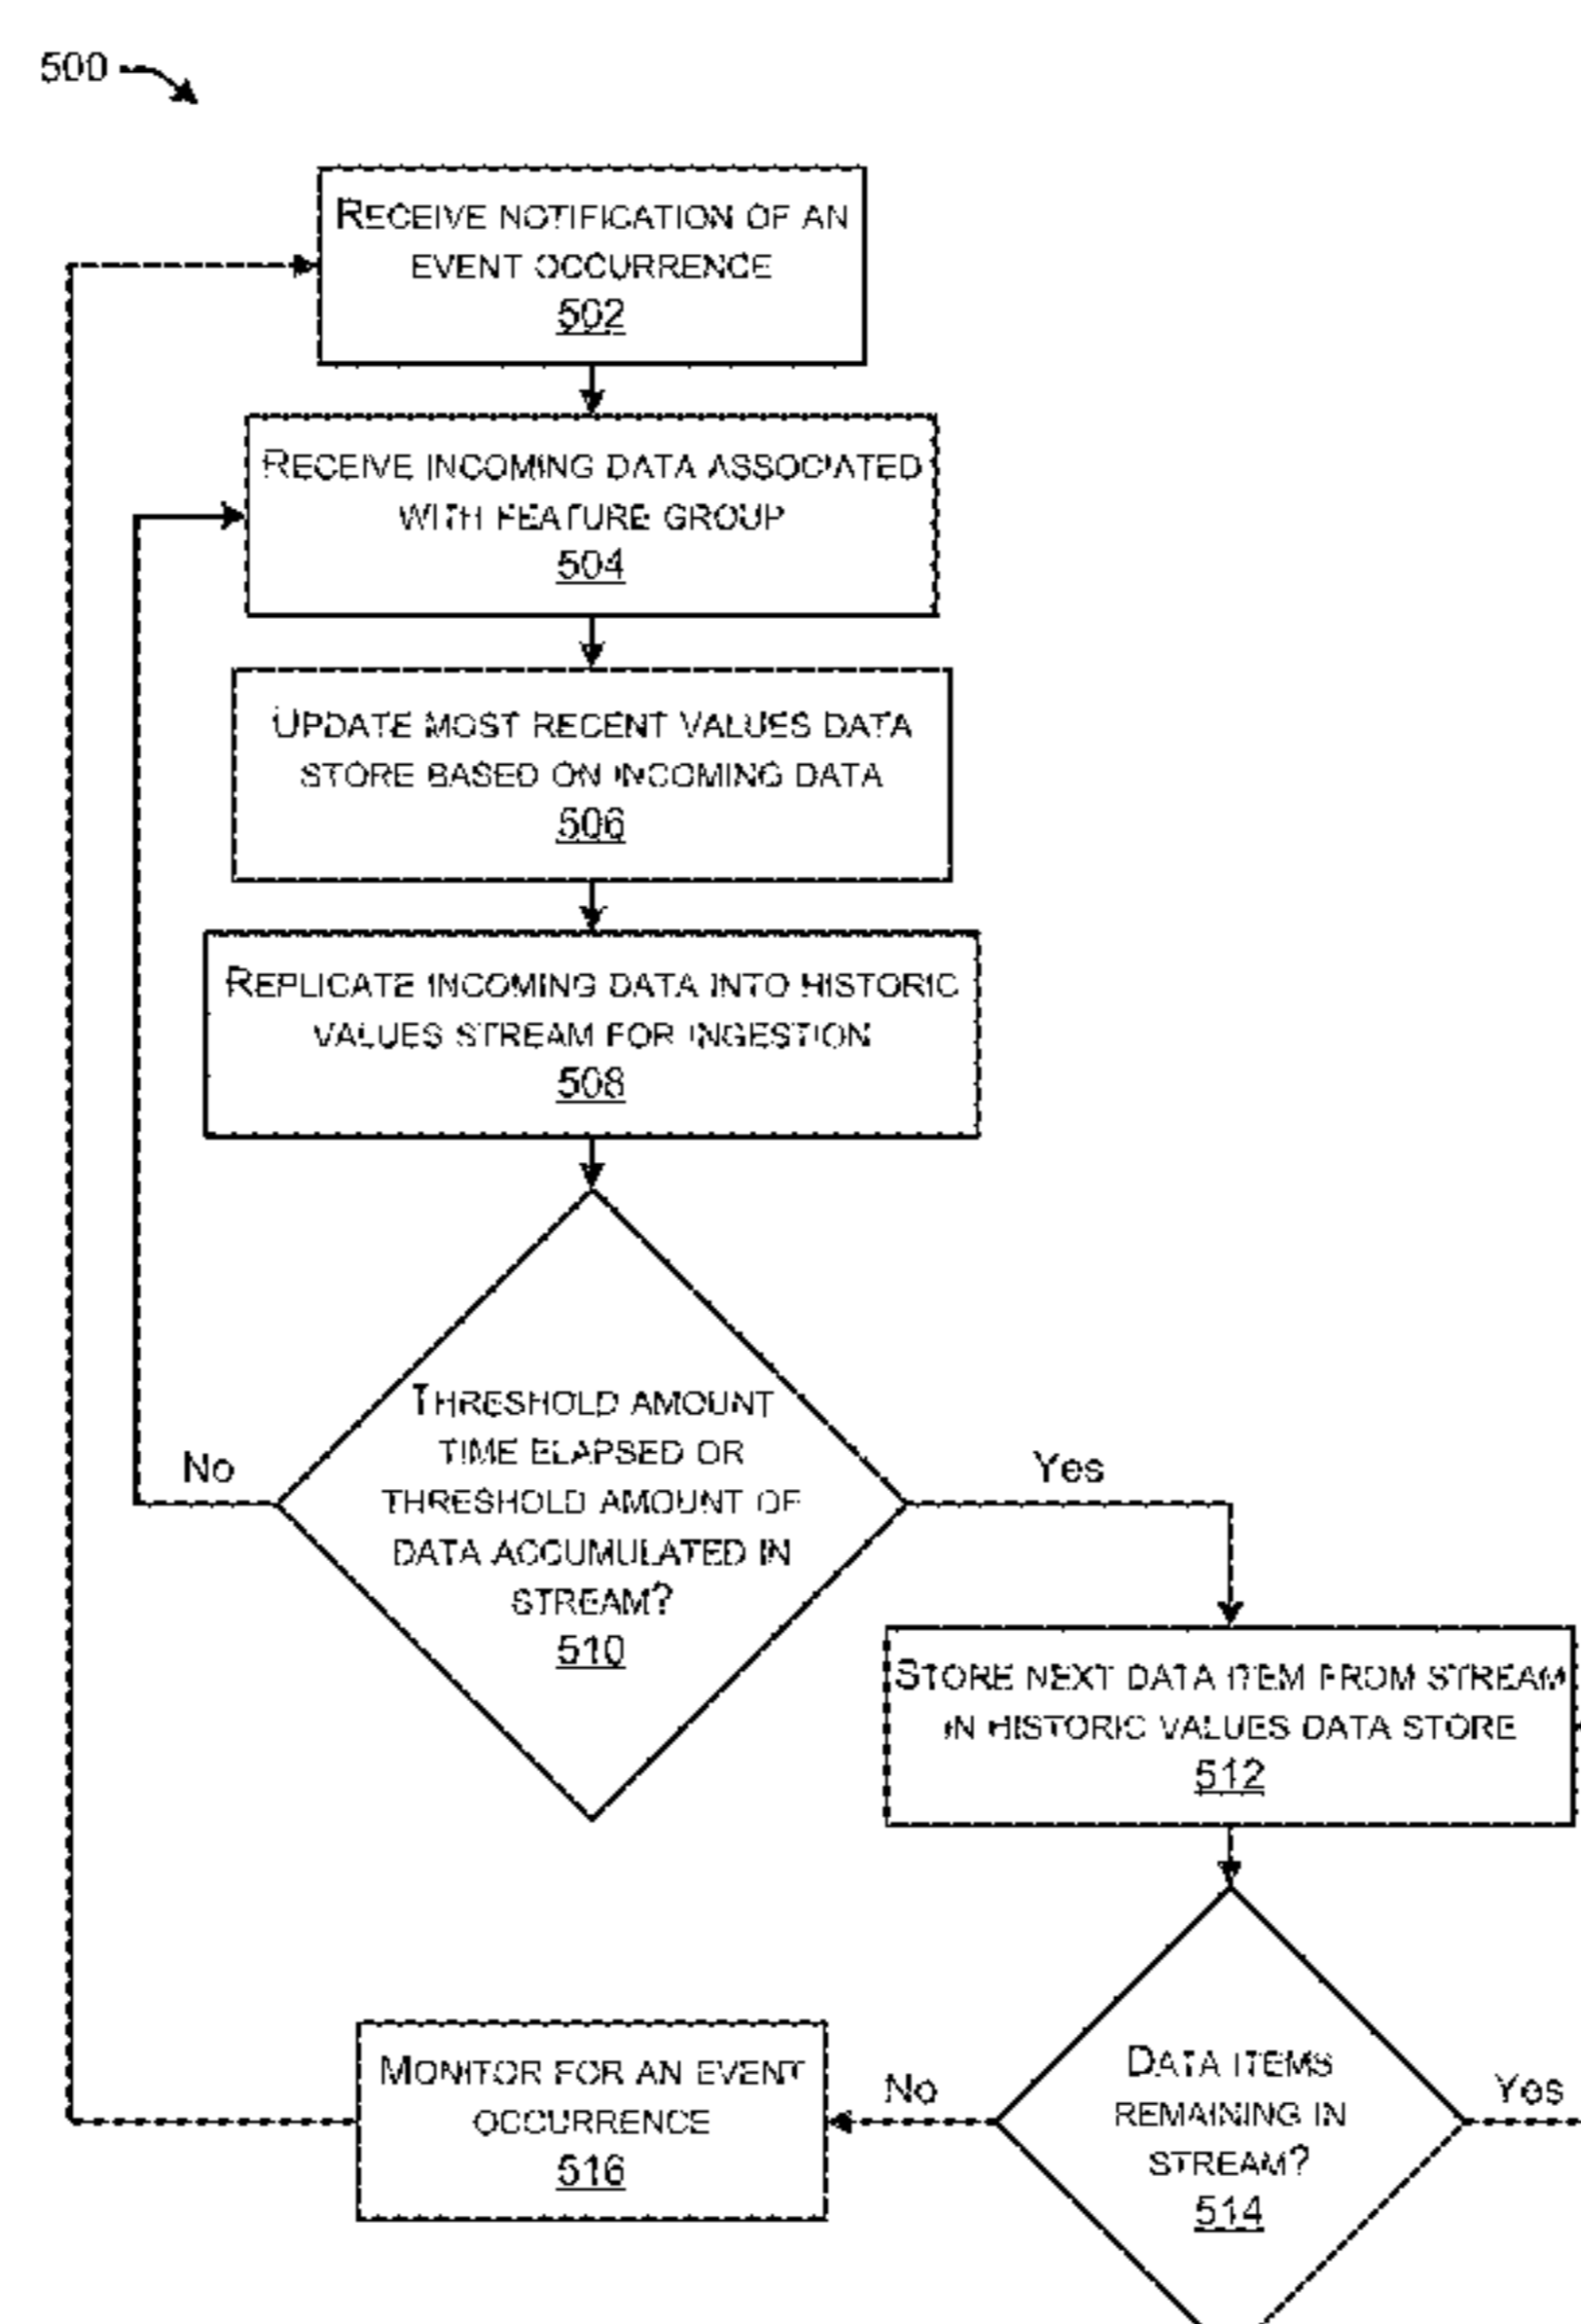 500
RECEIVE NOTIFICATION OF AN
EVENT OCCURRENCE
502
RECEIVE INCOMING DATA ASSOCIATED
WITH FEATURE GROUP
504
UPDATE MOST RECENT VALUES DATA
STORE BASED ON INCOMING DATA
506
REPLICATE INCOMING DATA INTO HISTORIC
VALUES STREAM FOR INGESTION
508
THRESHOLD AMOUNT
TIME ELAPSED OR
THRESHOLD AMOUNT OF
DATA ACCUMULATED IN
STREAM?
510
No
Yes
STORE NEXT DATA ITEM FROM STREAM
IN HISTORIC VALUES DATA STORE
512
DATA ITEMS
REMAINING IN
STREAM?
514
No
Yes
MONITOR FOR AN EVENT
OCCURRENCE
516